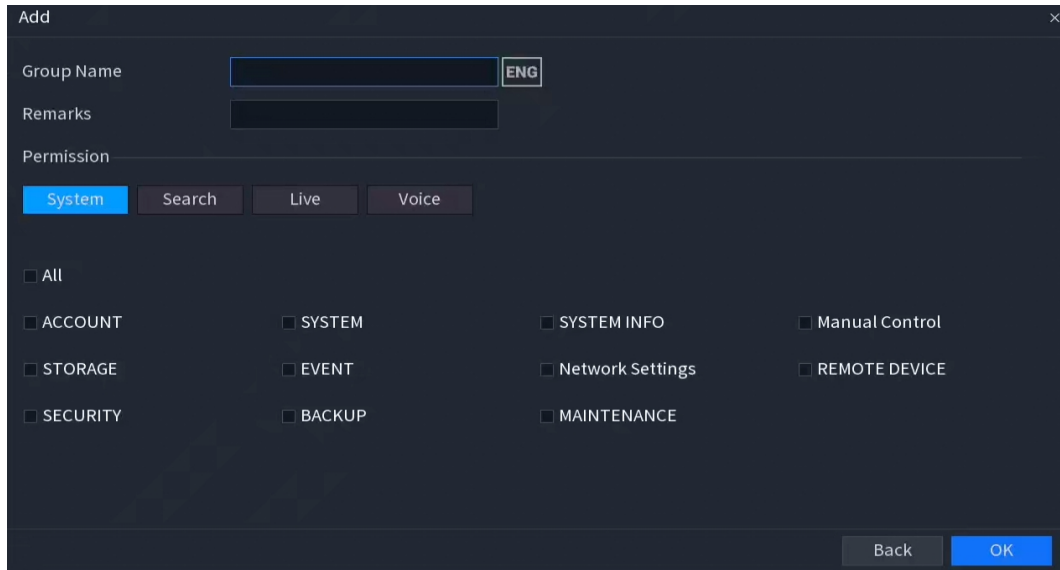 Add
Group Name
ENG
Remarks
Permission
System Search Live Voice
All
ACCOUNT SYSTEM SYSTEM INFO Manual Control
STORAGE EVENT Network Settings REMOTE DEVICE
SECURITY BACKUP MAINTENANCE
Back OK